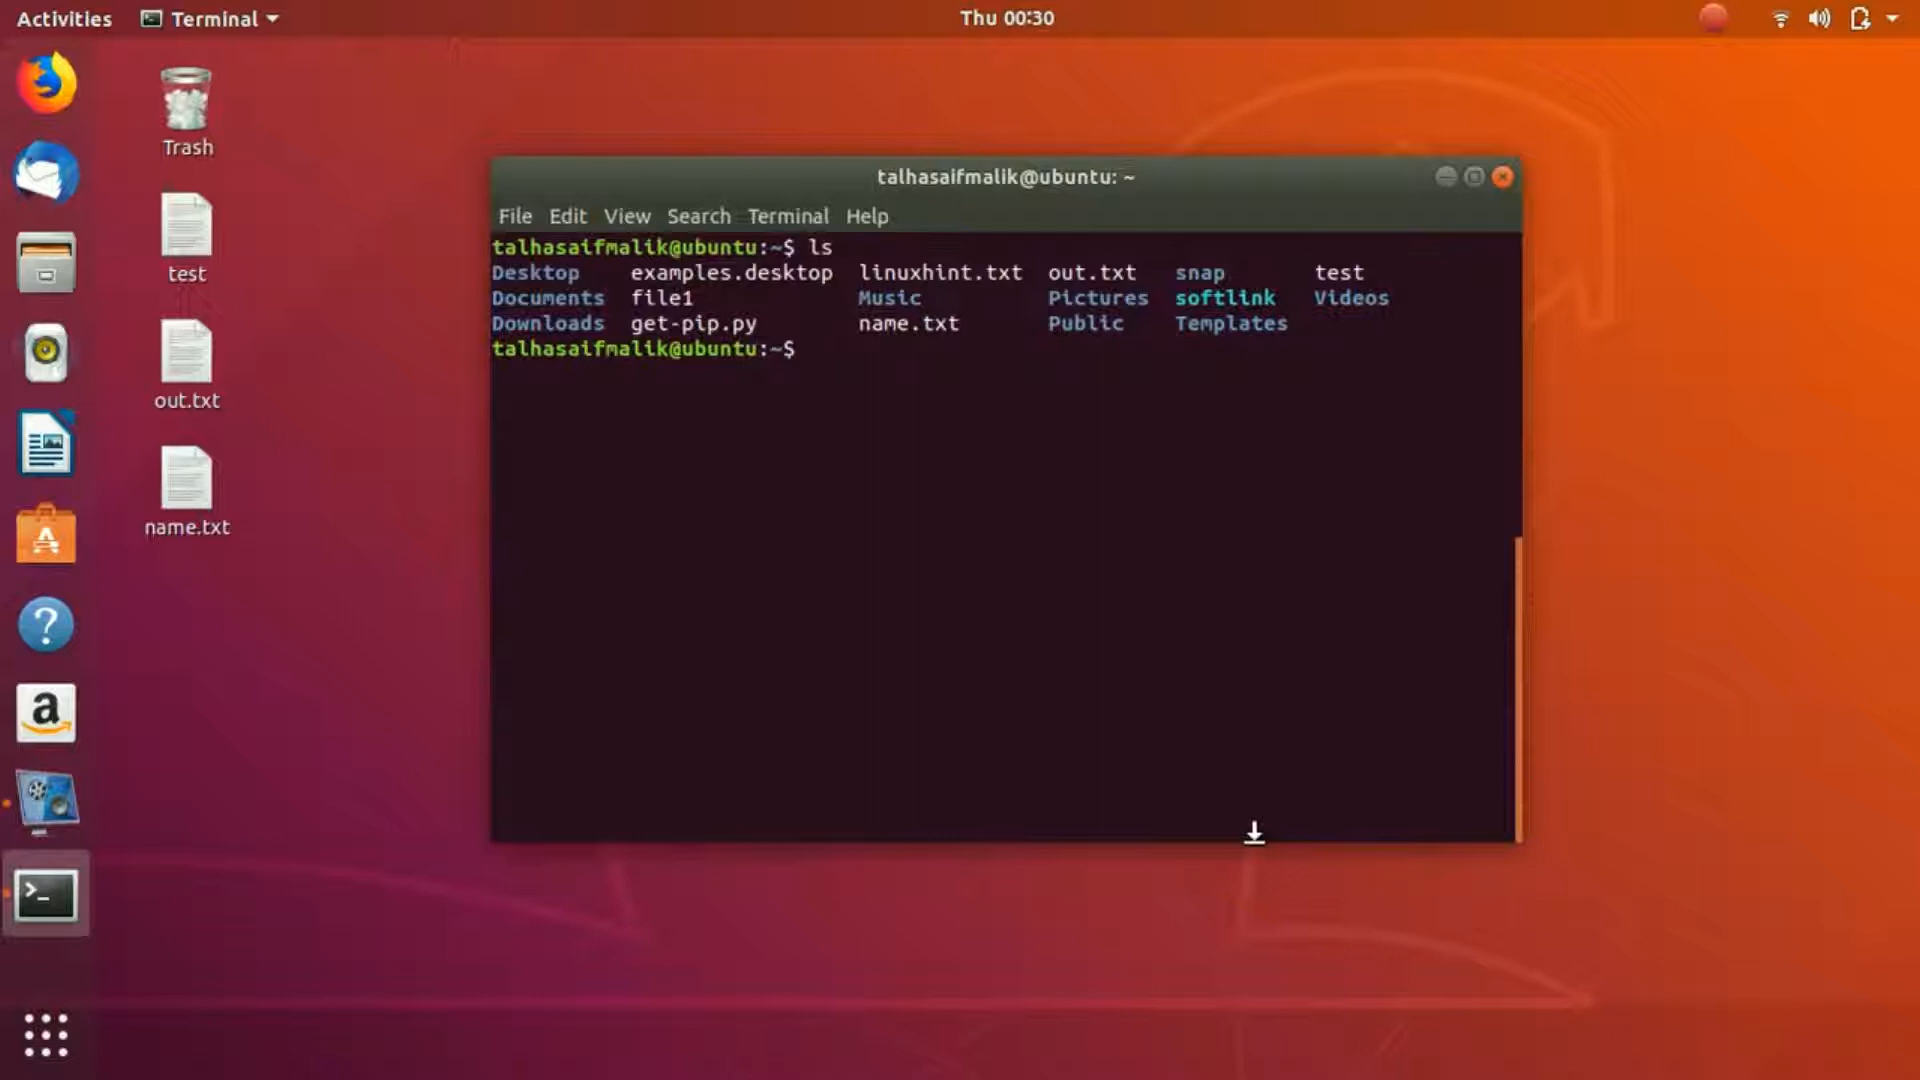 Activities Terminal Thu 00:30
Trash
test
out.txt
name.txt
talhasaifmalik@ubuntu: ~
File Edit View Search Terminal Help
talhasaifmalik@ubuntu:~$ ls
Desktop examples.desktop linuxhint.txt out.txt snap test
Documents file1 Music Pictures softlink Videos
Downloads get-pip.py name.txt Public Templates
talhasaifmalik@ubuntu:~$